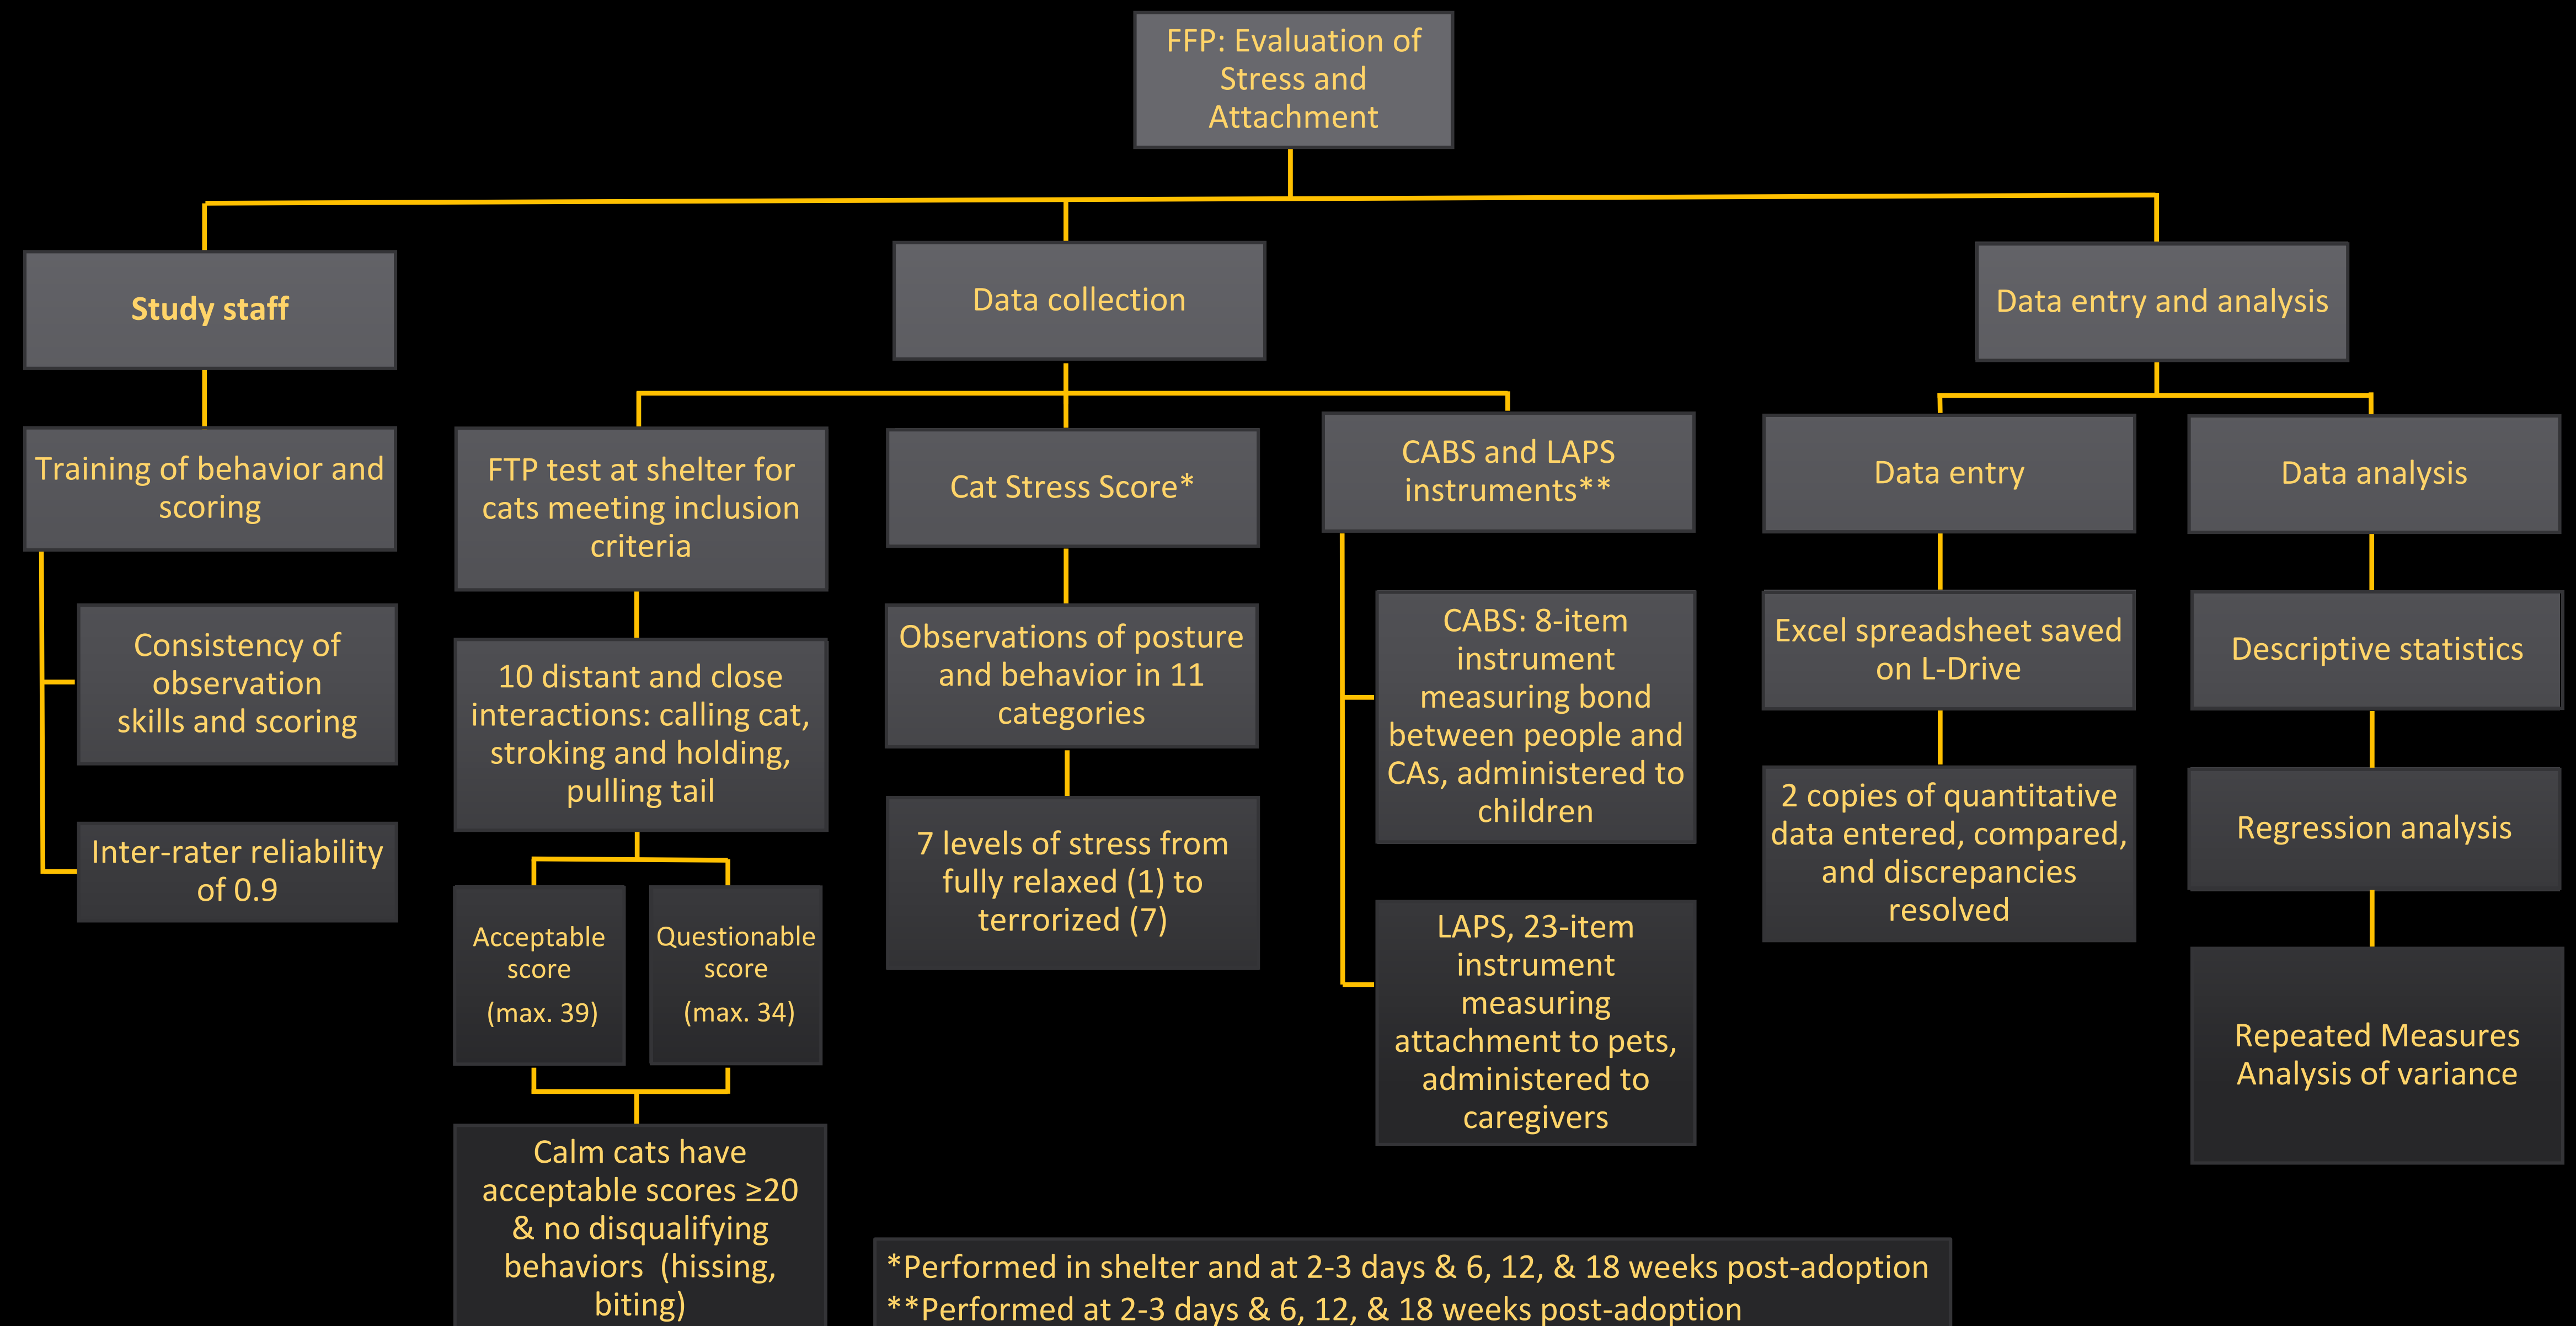 FFP: Evaluation of
Stress and
Attachment
Study staff
Data collection
Data entry and analysis
Training of behavior and
scoring
Consistency of
observation
skills and scoring
Inter-rater reliability
of 0.9
FTP test at shelter for
cats meeting inclusion
criteria
10 distant and close
interactions: calling cat,
stroking and holding,
pulling tail
Acceptable
score
(max. 39)
Questionable
score
(max. 34)
Calm cats have
acceptable scores ≥20
& no disqualifying
behaviors (hissing,
biting)
Cat Stress Score*
Observations of posture
and behavior in 11
categories
7 levels of stress from
fully relaxed (1) to
terrorized (7)
CABS and LAPS
instruments**
CABS: 8-item
instrument
measuring bond
between people and
CAs, administered to
children
LAPS, 23-item
instrument
measuring
attachment to pets,
administered to
caregivers
Data entry
Excel spreadsheet saved
on L-Drive
2 copies of quantitative
data entered, compared,
and discrepancies
resolved
Data analysis
Descriptive statistics
Regression analysis
Repeated Measures
Analysis of variance
*Performed in shelter and at 2-3 days & 6, 12, & 18 weeks post-adoption
**Performed at 2-3 days & 6, 12, & 18 weeks post-adoption